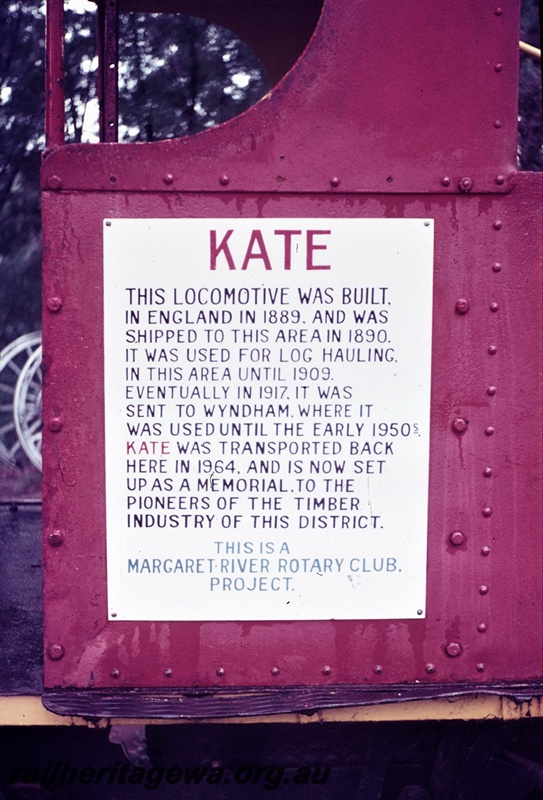 KATE
THIS LOCOMOTIVE WAS BUILT.
IN ENGLAND IN 1889, AND WAS
SHIPPED TO THIS AREA IN 1890.
IT WAS USED FOR LOG HAULING,
IN THIS AREA UNTIL 1909.
EVENTUALLY IN 1917, IT WAS
SENT TO WYNDHAM, WHERE IT
WAS USED UNTIL THE EARLY 1950s.
KATE WAS TRANSPORTED BACK
HERE IN 1964, AND IS NOW SET
UP AS A MEMORIAL, TO THE
PIONEERS OF THE TIMBER
INDUSTRY OF THIS DISTRICT.
THIS IS A
MARGARET RIVER ROTARY CLUB,
PROJECT.
railheritagewa.org.au